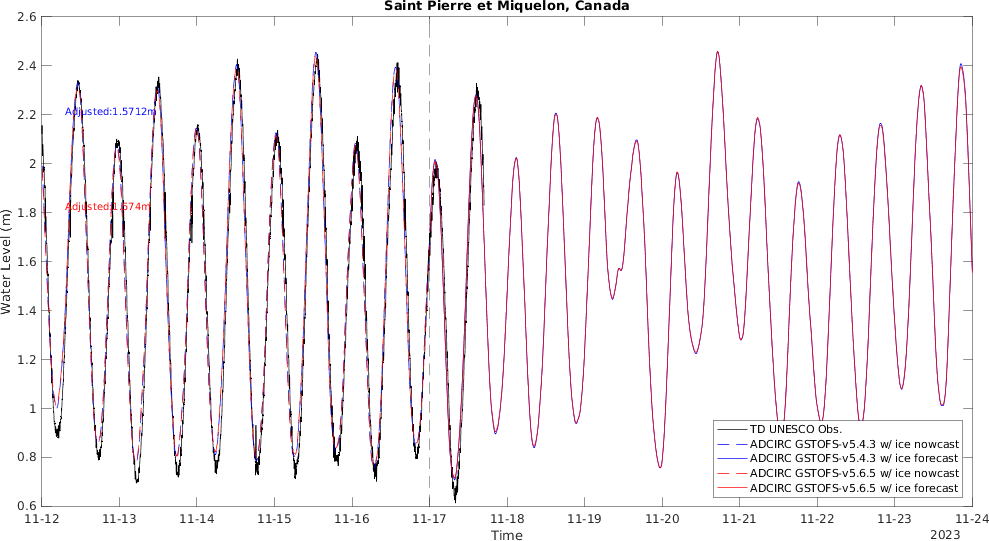 Saint Pierre et Miquelon, Canada
2.6
2.4
2.2
2
1.8
1.6
1.4
1.2
1
0.8
0.6
Water Level (m)
Adjusted:1.5712m
Adjusted:1.574m
TD UNESCO Obs.
ADCIRC GSTOFS-v5.4.3 w/ ice nowcast
ADCIRC GSTOFS-v5.4.3 w/ ice forecast
ADCIRC GSTOFS-v5.6.5 w/ ice nowcast
ADCIRC GSTOFS-v5.6.5 w/ ice forecast
11-12 11-13 11-14 11-15 11-16 11-17 11-18 11-19 11-20 11-21 11-22 11-23 11-24
Time
2023